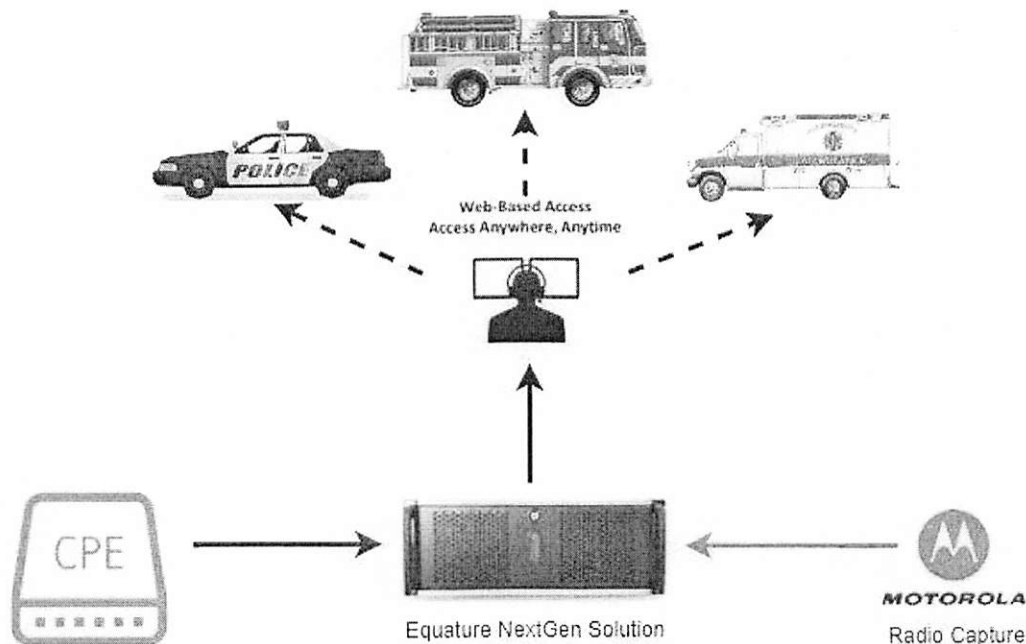 POLICE
Web-Based Access
Access Anywhere, Anytime
CPE
Equature NextGen Solution
MOTOROLA
Radio Capture